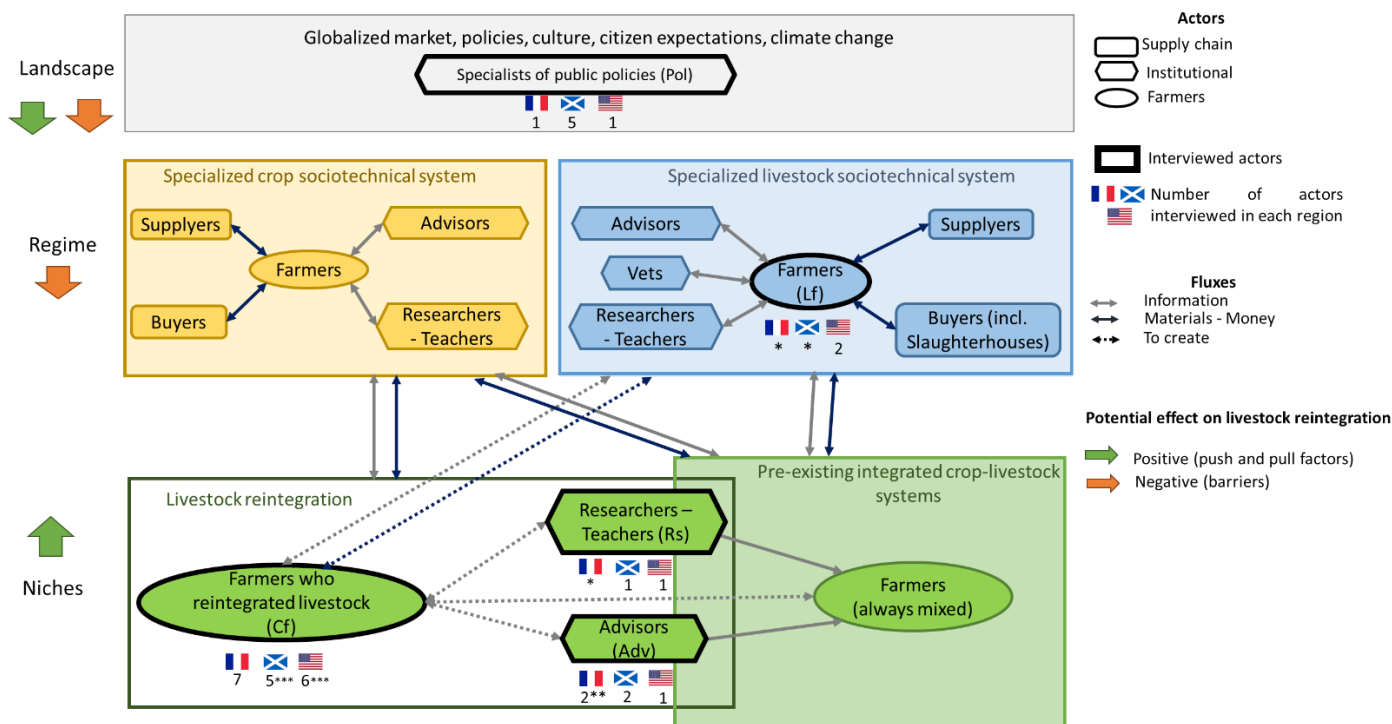 Globalized market, policies, culture, citizen expectations, climate change
Landscape
Specialists of public policies (Pol)
1 5 1
Actors
Supply chain
Institutional
Farmers
Interviewed actors
Number of actors
interviewed in each region
Regime
Specialized crop sociotechnical system
Supplyers
Advisors
Farmers
Buyers
Researchers
- Teachers
Specialized livestock sociotechnical system
Advisors
Supplyers
Vets
Farmers
(Lf)
Researchers
- Teachers
Buyers (incl.
Slaughterhouses)
* * 2
Fluxes
Information
Materials - Money
To create
Potential effect on livestock reintegration
Positive (push and pull factors)
Negative (barriers)
Niches
Livestock reintegration
Pre-existing integrated crop-livestock
systems
Researchers –
Teachers (Rs)
* 1 1
Farmers who
reintegrated livestock
(Cf)
7 5*** 6***
Advisors
(Adv)
2** 2 1
Farmers
(always mixed)